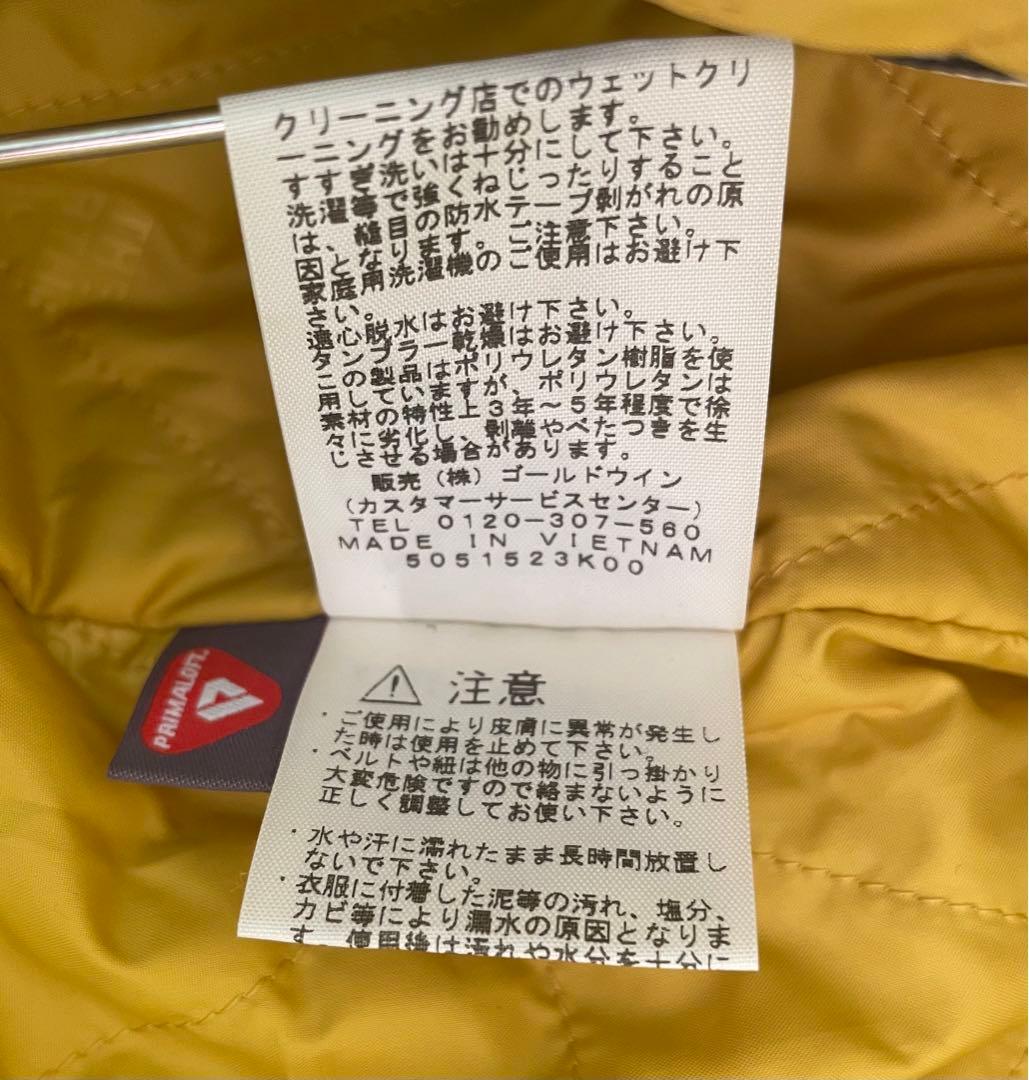 クリーニング店でのウェットクリ
ーニングをお勧めします。
すすぎ洗いは十分にして下さい。
洗濯等で強くねじったりすること
は、縫目の防水テープ剥がれの原
因となります。ご注意下さい。
家庭用洗濯機のご使用はお避け下
さい。
遠心脱水はお避け下さい。
タンブラー乾燥はお避け下さい。
この製品はポリウレタン樹脂を使
用していますが、ポリウレタンは
素材の特性上3年～5年程度で徐
々に劣化し、剥離やべたつきを生
じさせる場合があります。
販売(株)ゴールドウイン
(カスタマーサービスセンター)
TEL 0120-307-560
MADE IN VIETNAM
5051523K00
PRIMALOFT
注意
・ご使用により皮膚に異常が発生し
た時は使用を止めて下さい。
・ベルトや紐は他の物に引っ掛かり
大変危険ですので絡まないように
正しく調整してお使い下さい。
・水や汗に濡れたまま長時間放置し
ないで下さい。
・衣服に付着した泥等の汚れ、塩分、
カビ等により漏水の原因となりま
す。使用後は汚れや水分を十分に